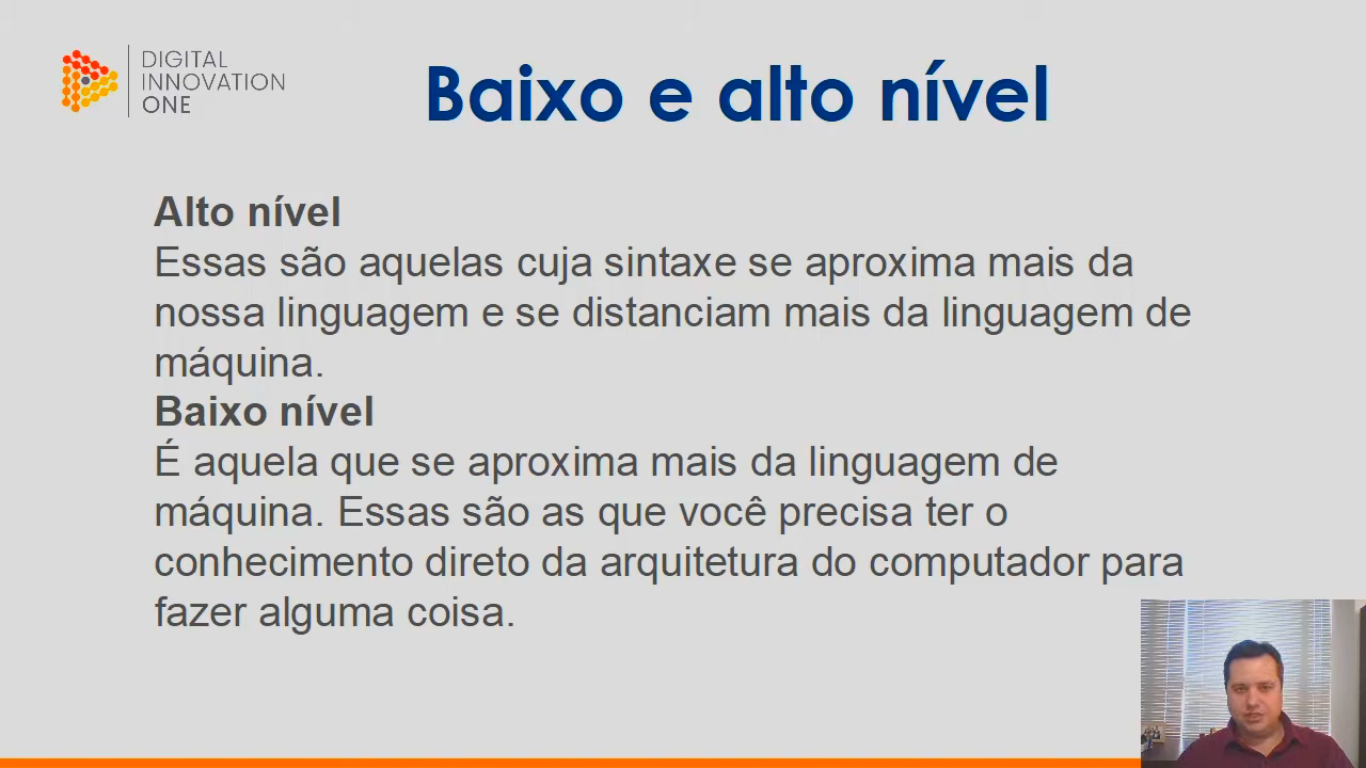 DIGITAL
INNOVATION
ONE
Baixo e alto nível
Alto nível
Essas são aquelas cuja sintaxe se aproxima mais da
nossa linguagem e se distanciam mais da linguagem de
máquina.
Baixo nível
É aquela que se aproxima mais da linguagem de
máquina. Essas são as que você precisa ter o
conhecimento direto da arquitetura do computador para
fazer alguma coisa.